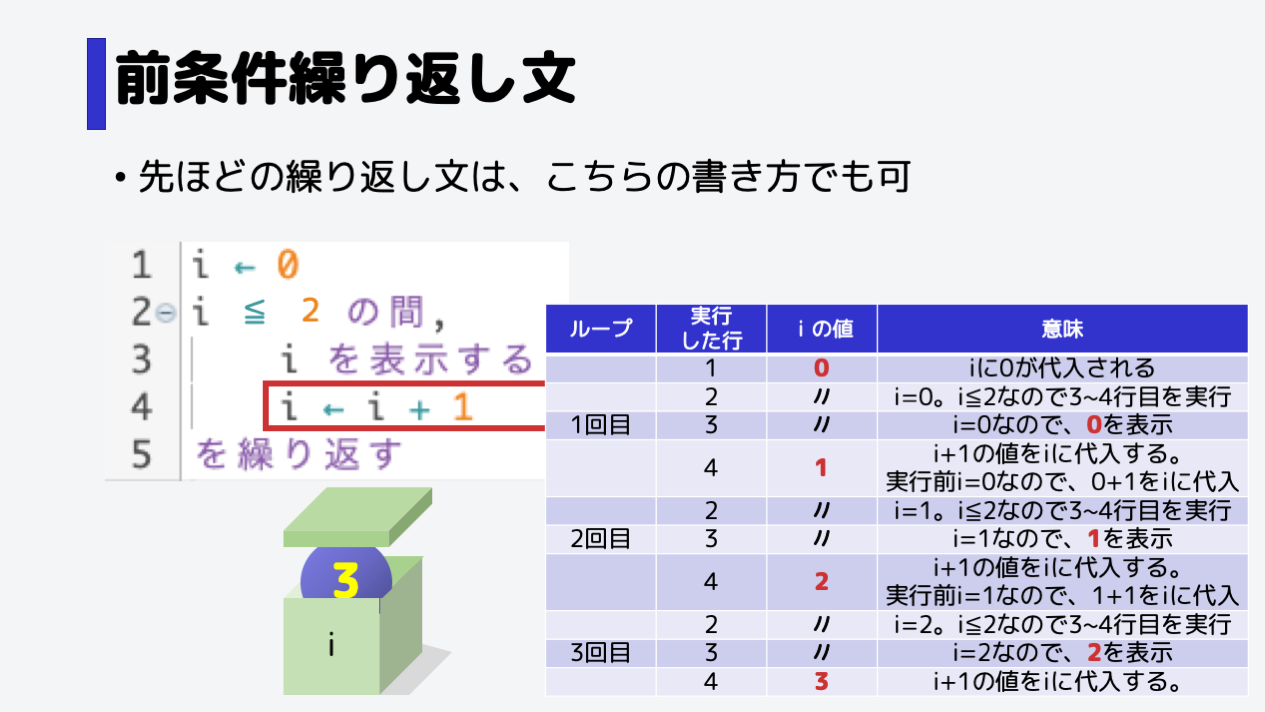 前条件繰り返し文
• 先ほどの繰り返し文は、こちらの書き方でも可
1 i ← 0
2 i ≦ 2 の間,
3 i を表示する
4 i ← i + 1
5 を繰り返す
3
i
ループ 実行した行 i の値 意味
1 0 iに0が代入される
2 〃 i=0。i≦2なので3~4行目を実行
1回目 3 〃 i=0なので、0を表示
4 1 i+1の値をiに代入する。
実行前i=0なので、0+1をiに代入
2 〃 i=1。i≦2なので3~4行目を実行
2回目 3 〃 i=1なので、1を表示
4 2 i+1の値をiに代入する。
実行前i=1なので、1+1をiに代入
2 〃 i=2。i≦2なので3~4行目を実行
3回目 3 〃 i=2なので、2を表示
4 3 i+1の値をiに代入する。